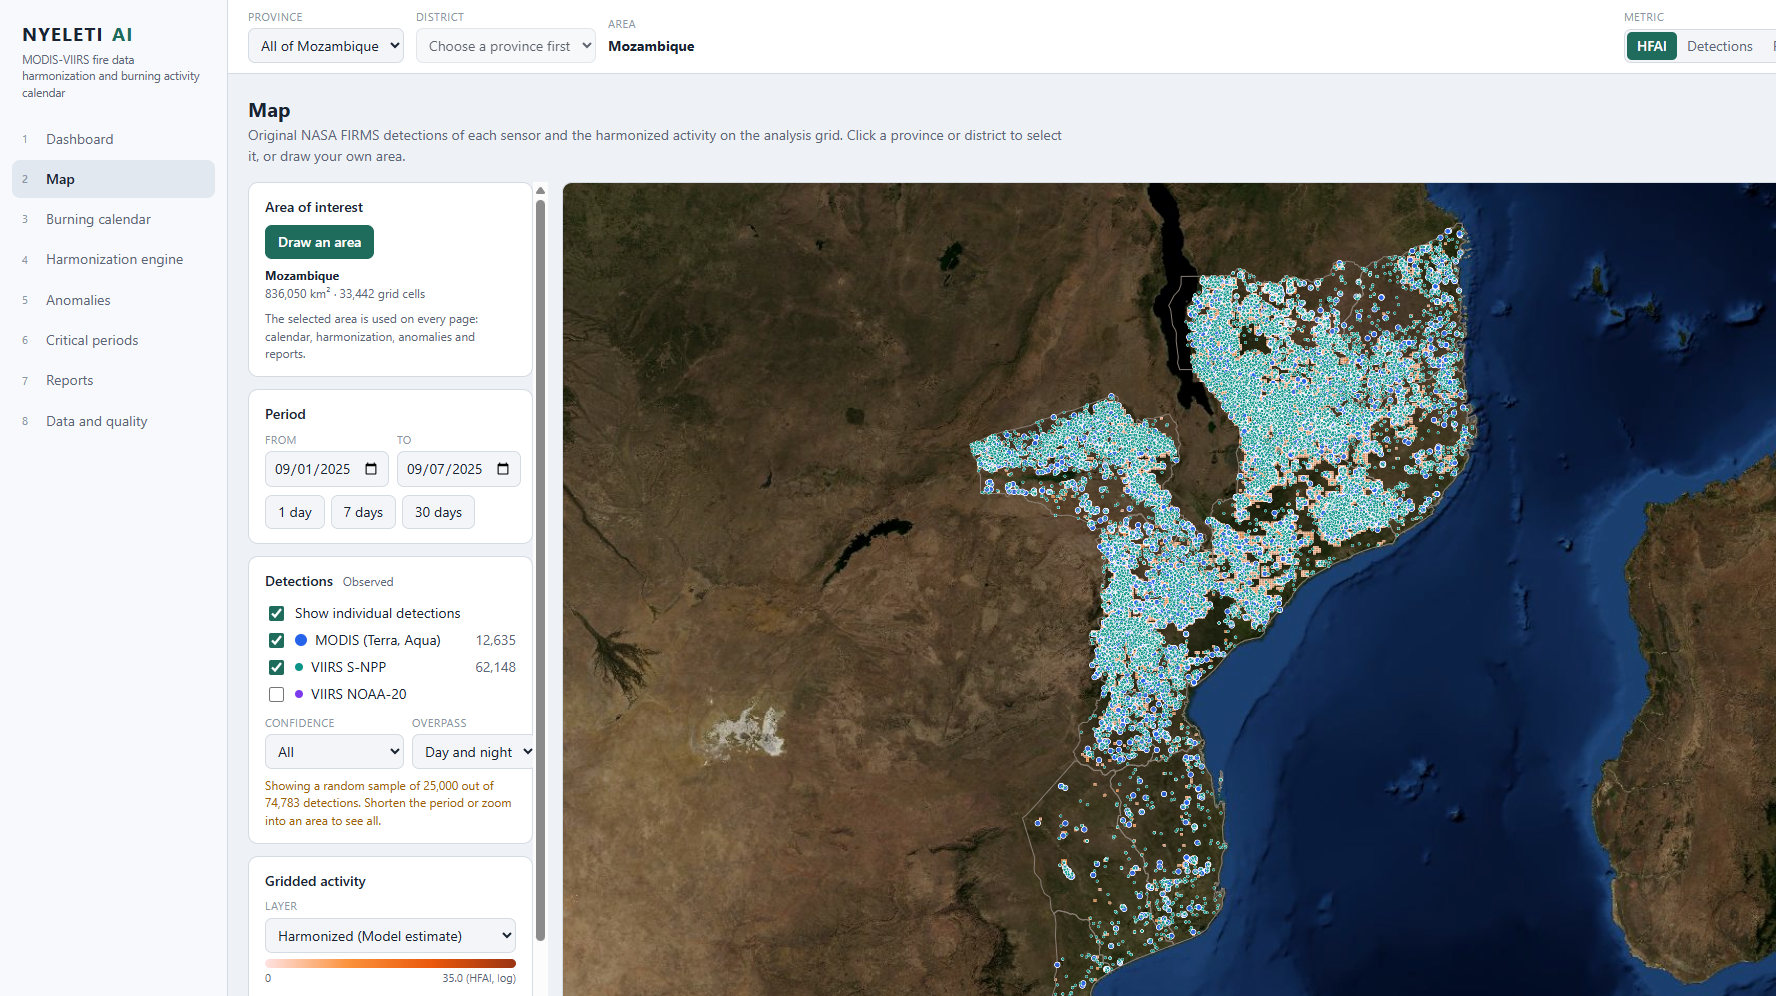 NYELETI AI
MODIS-VIIRS fire data
harmonization and burning activity
calendar
1 Dashboard
2 Map
3 Burning calendar
4 Harmonization engine
5 Anomalies
6 Critical periods
7 Reports
8 Data and quality
PROVINCE
All of Mozambique
DISTRICT
Choose a province first
AREA
Mozambique
METRIC
HFAI Detections
Map
Original NASA FIRMS detections of each sensor and the harmonized activity on the analysis grid. Click a province or district to select
it, or draw your own area.
Area of interest
Draw an area
Mozambique
836,050 km² · 33,442 grid cells
The selected area is used on every page:
calendar, harmonization, anomalies and
reports.
Period
FROM TO
09/01/2025 09/07/2025
1 day 7 days 30 days
Detections Observed
Show individual detections
MODIS (Terra, Aqua) 12,635
VIIRS S-NPP 62,148
VIIRS NOAA-20
CONFIDENCE OVERPASS
All Day and night
Showing a random sample of 25,000 out of
74,783 detections. Shorten the period or zoom
into an area to see all.
Gridded activity
LAYER
Harmonized (Model estimate)
0 35.0 (HFAI, log)